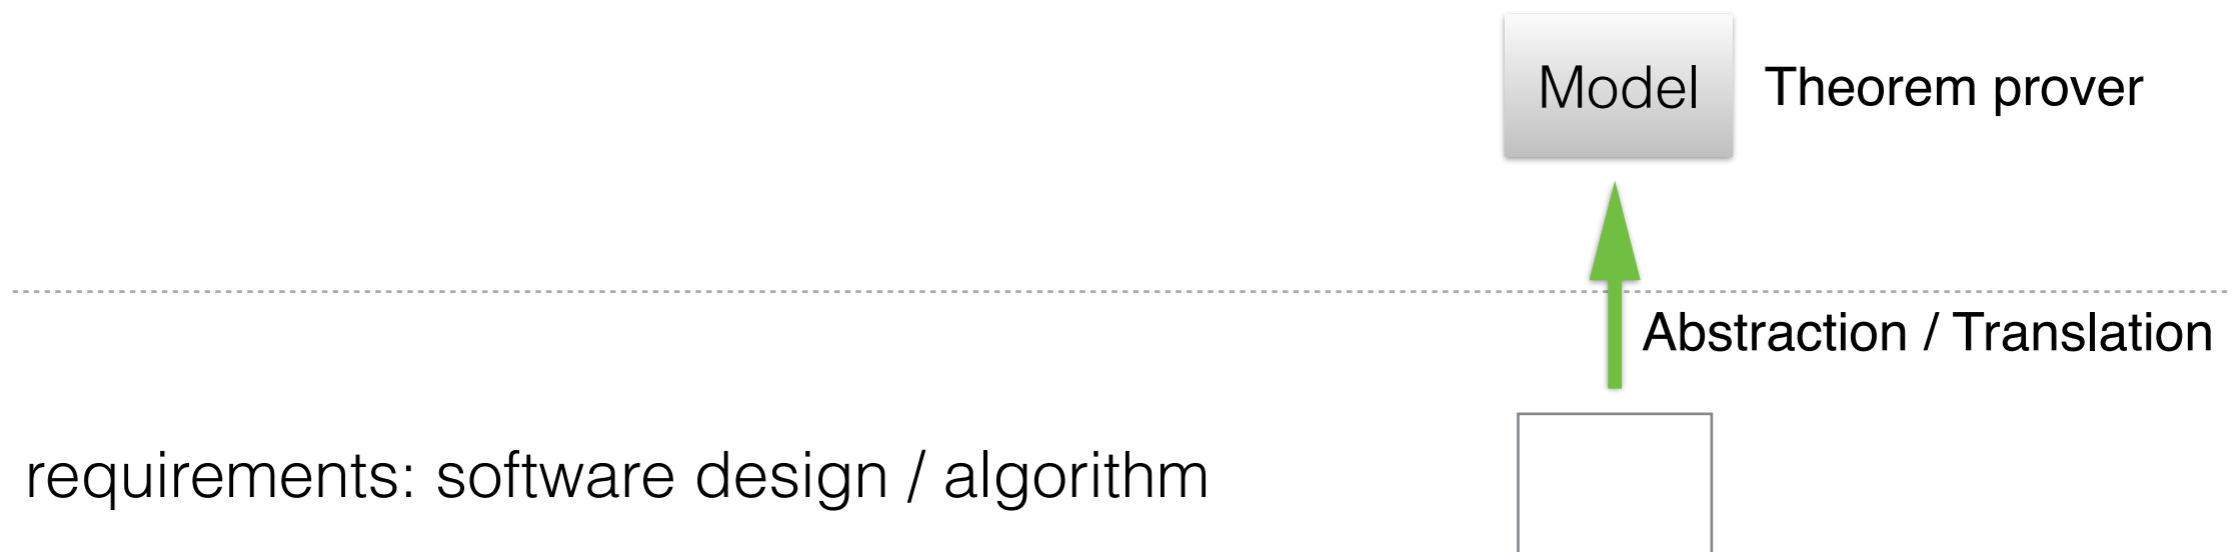 Model
Theorem prover
Abstraction / Translation
requirements: software design / algorithm